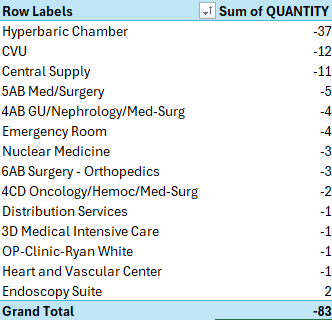 Row Labels Sum of QUANTITY
Hyperbaric Chamber -37
CVU -12
Central Supply -11
5AB Med/Surgery -5
4AB GU/Nephrology/Med-Surg -4
Emergency Room -4
Nuclear Medicine -3
6AB Surgery - Orthopedics -3
4CD Oncology/Hemoc/Med-Surg -2
Distribution Services -1
3D Medical Intensive Care -1
OP-Clinic-Ryan White -1
Heart and Vascular Center -1
Endoscopy Suite 2
Grand Total -83